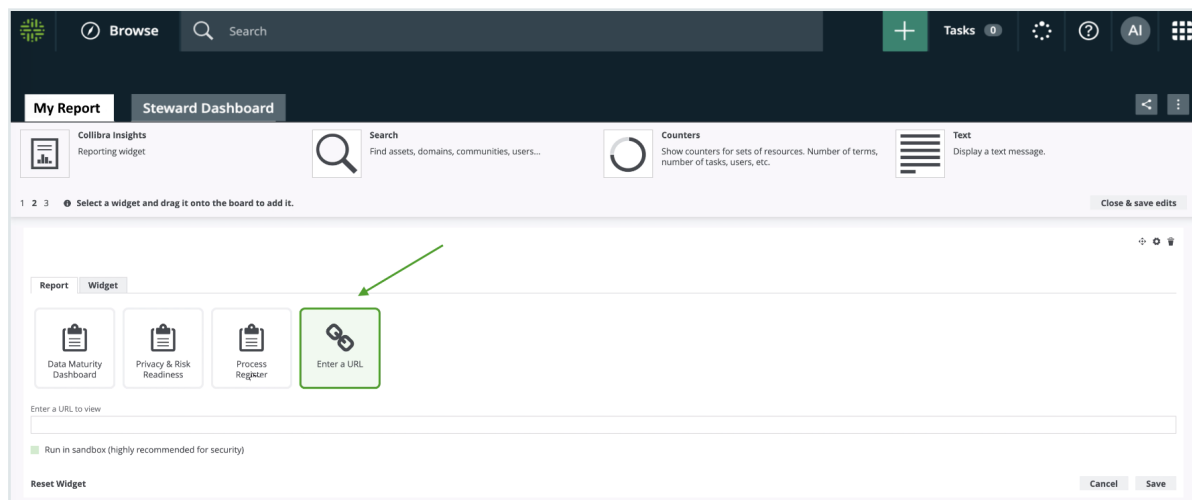 Browse
Search
Tasks 0
AI
My Report
Steward Dashboard
Collibra Insights
Reporting widget
Search
Find assets, domains, communities, users...
Counters
Show counters for sets of resources. Number of terms,
number of tasks, users, etc.
Text
Display a text message.
1 2 3 Select a widget and drag it onto the board to add it.
Close & save edits
Report Widget
Data Maturity
Dashboard
Privacy & Risk
Readiness
Process
Register
Enter a URL
Enter a URL to view
Run in sandbox (highly recommended for security)
Reset Widget
Cancel Save